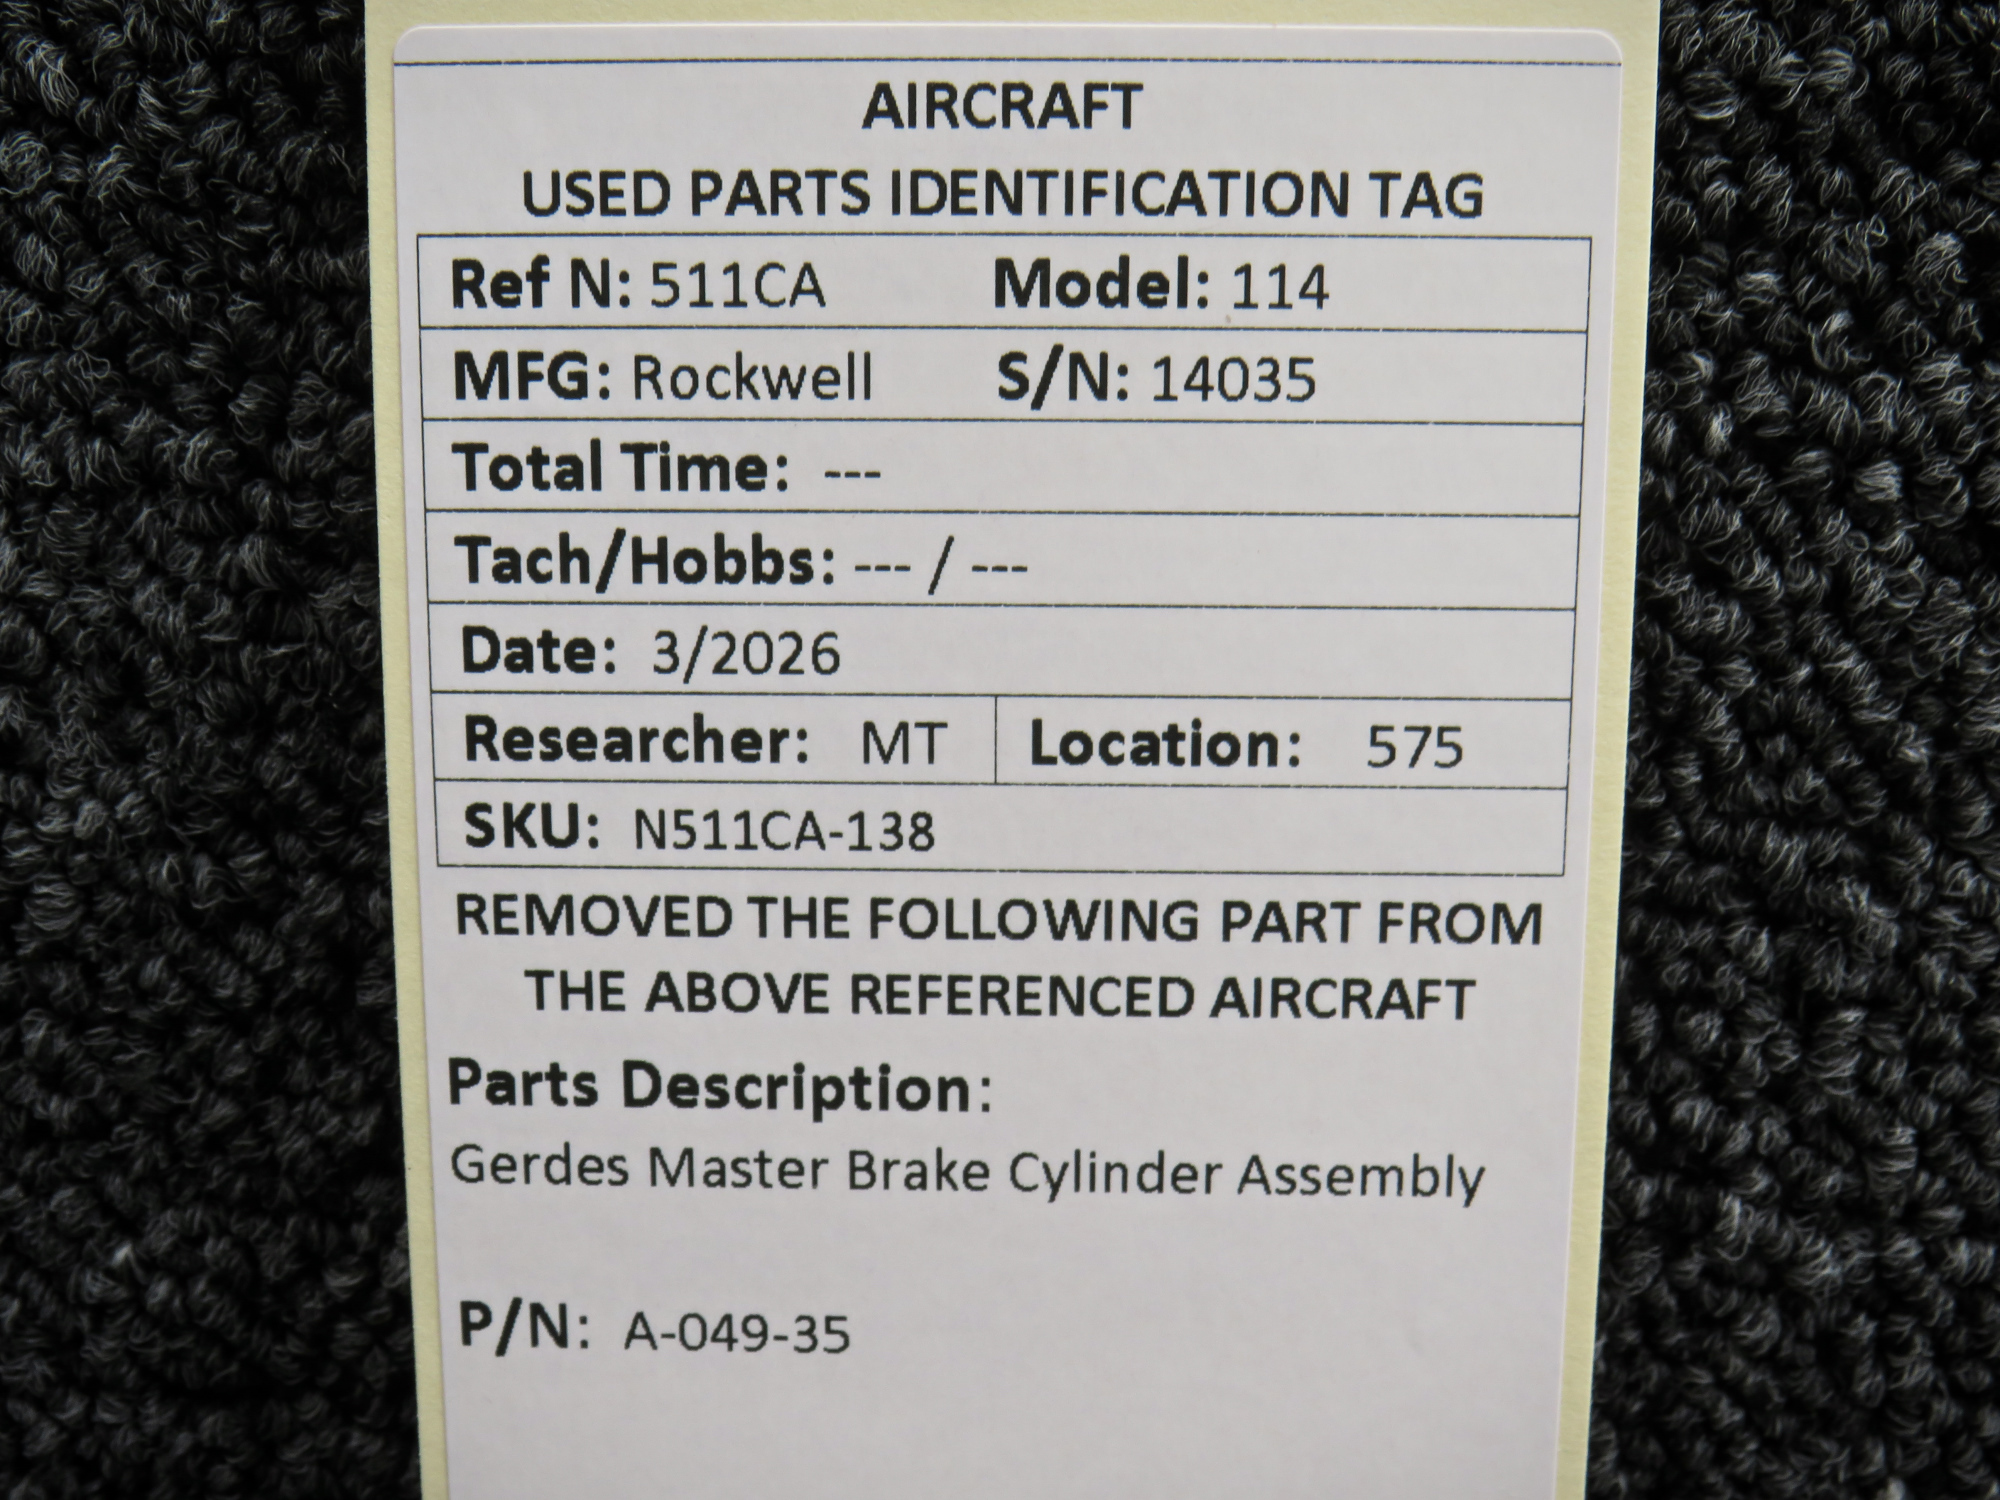 AIRCRAFT
USED PARTS IDENTIFICATION TAG
Ref N: 511CA Model: 114
MFG: Rockwell S/N: 14035
Total Time: ---
Tach/Hobbs: --- / ---
Date: 3/2026
Researcher: MT Location: 575
SKU: N511CA-138
REMOVED THE FOLLOWING PART FROM
THE ABOVE REFERENCED AIRCRAFT
Parts Description:
Gerdes Master Brake Cylinder Assembly
P/N: A-049-35